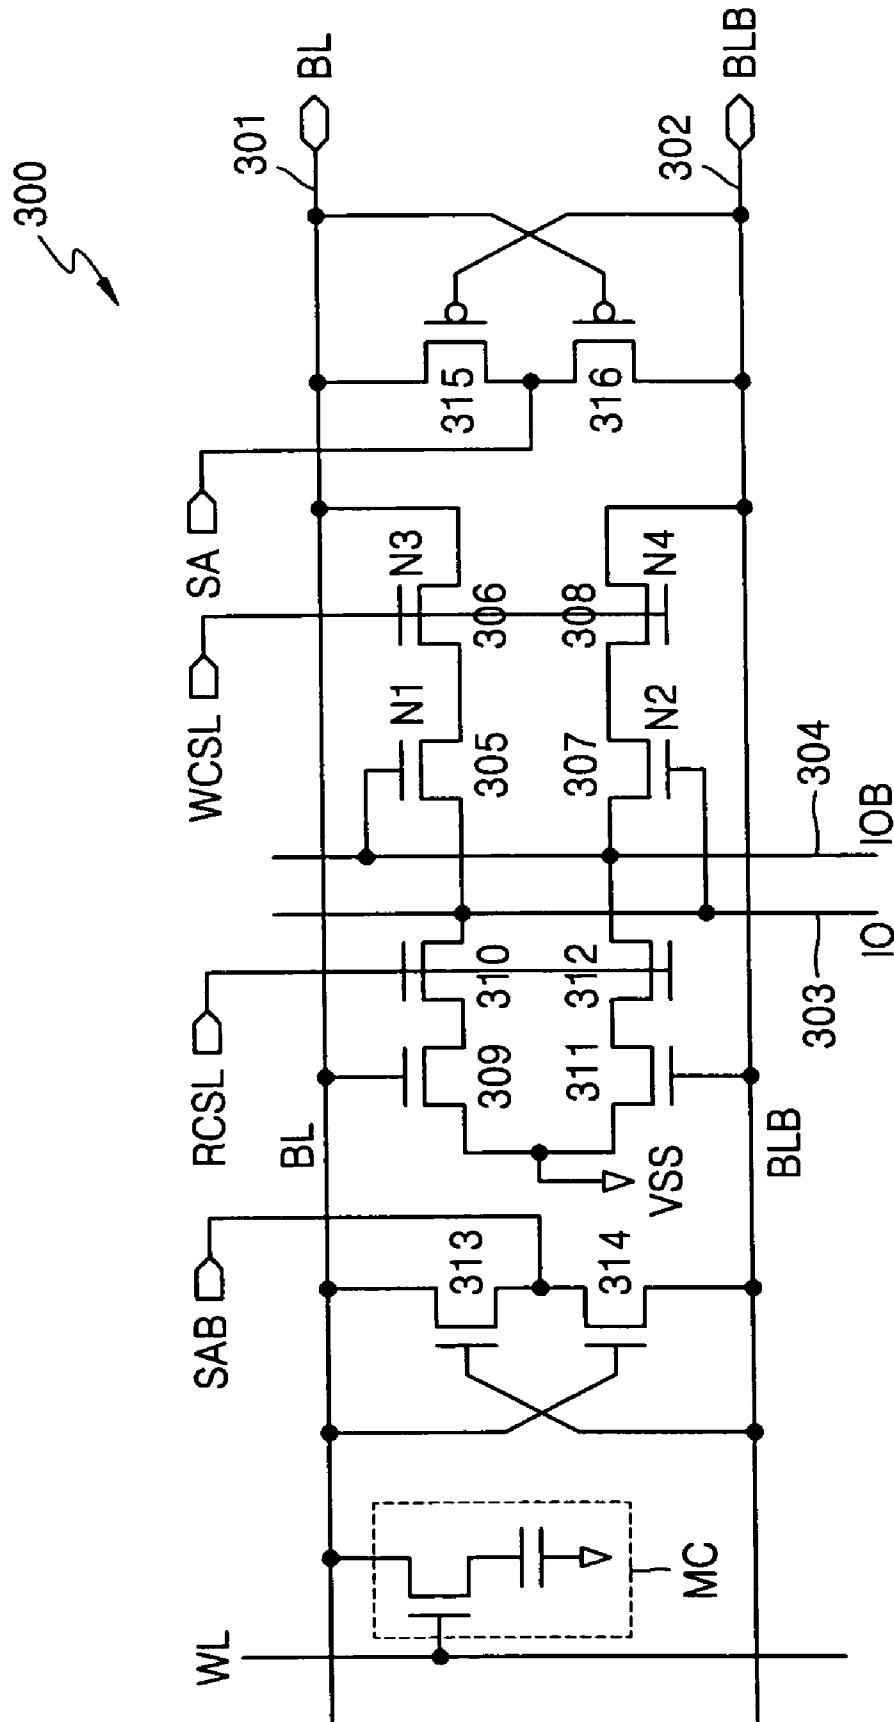 300
301
BL
302
BLB
SA
315
316
WCSL
N3
306
308
N4
N1
305
307
N2
304
IOB
303
IO
RCSL
310
312
309
311
BL
VSS
BLB
SAB
313
314
MC
WL